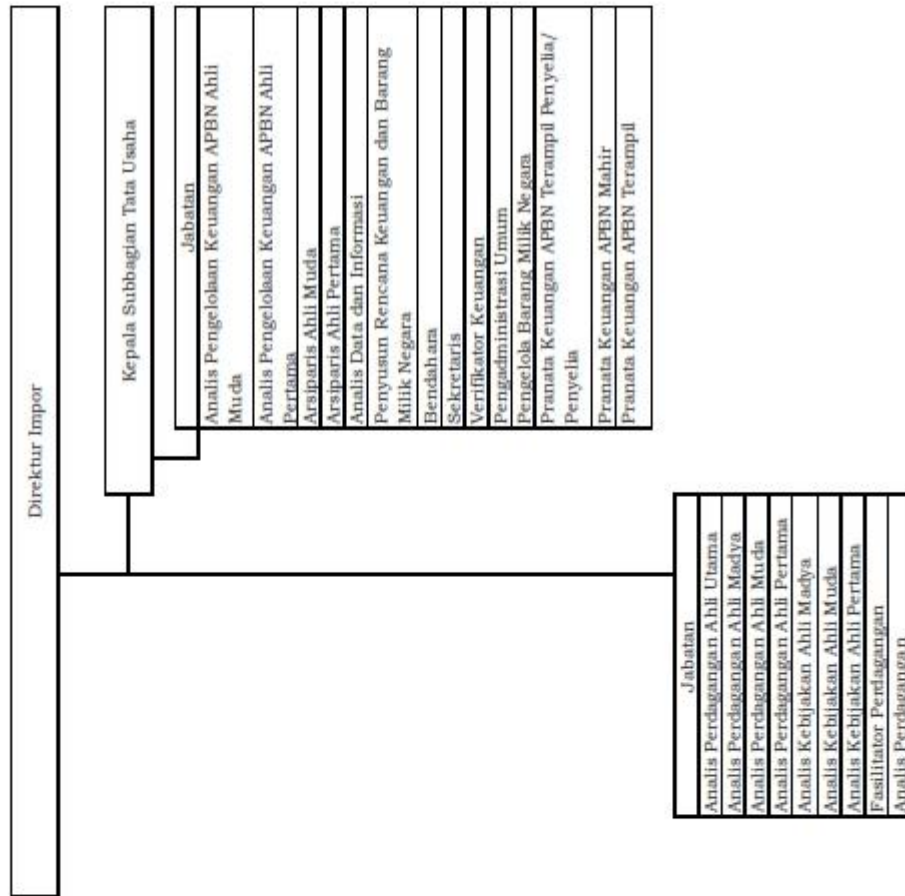 Direktur Impor
Kepala Subbagian Tata Usaha
Jabatan
Analis Pengelolaan Keuangan APBN Ahli
Muda
Analis Pengelolaan Keuangan APBN Ahli
Pertama
Arsiparis Ahli Muda
Arsiparis Ahli Pertama
Analis Data dan Informasi
Penyusun Rencana Keuangan dan Barang
Milik Negara
Bendahara
Sekretaris
Verifikator Keuangan
Pengadministrasi Umum
Pengelola Barang Milik Negara
Pranata Keuangan APBN Terampil Penyelia/
Penyelia
Pranata Keuangan APBN Mahir
Pranata Keuangan APBN Terampil
Jabatan
Analis Perdagangan Ahli Utama
Analis Perdagangan Ahli Madya
Analis Perdagangan Ahli Muda
Analis Perdagangan Ahli Pertama
Analis Kebijakan Ahli Madya
Analis Kebijakan Ahli Muda
Analis Kebijakan Ahli Pertama
Fasilitator Perdagangan
Analis Perdagangan